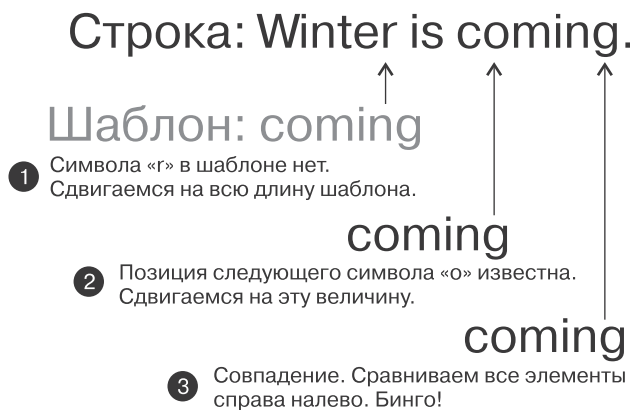 Строка: Winter is coming.
Шаблон: coming
1 Символа «r» в шаблоне нет.
Сдвигаемся на всю длину шаблона.
coming
2 Позиция следующего символа «o» известна.
Сдвигаемся на эту величину.
coming
3 Совпадение. Сравниваем все элементы
справа налево. Бинго!